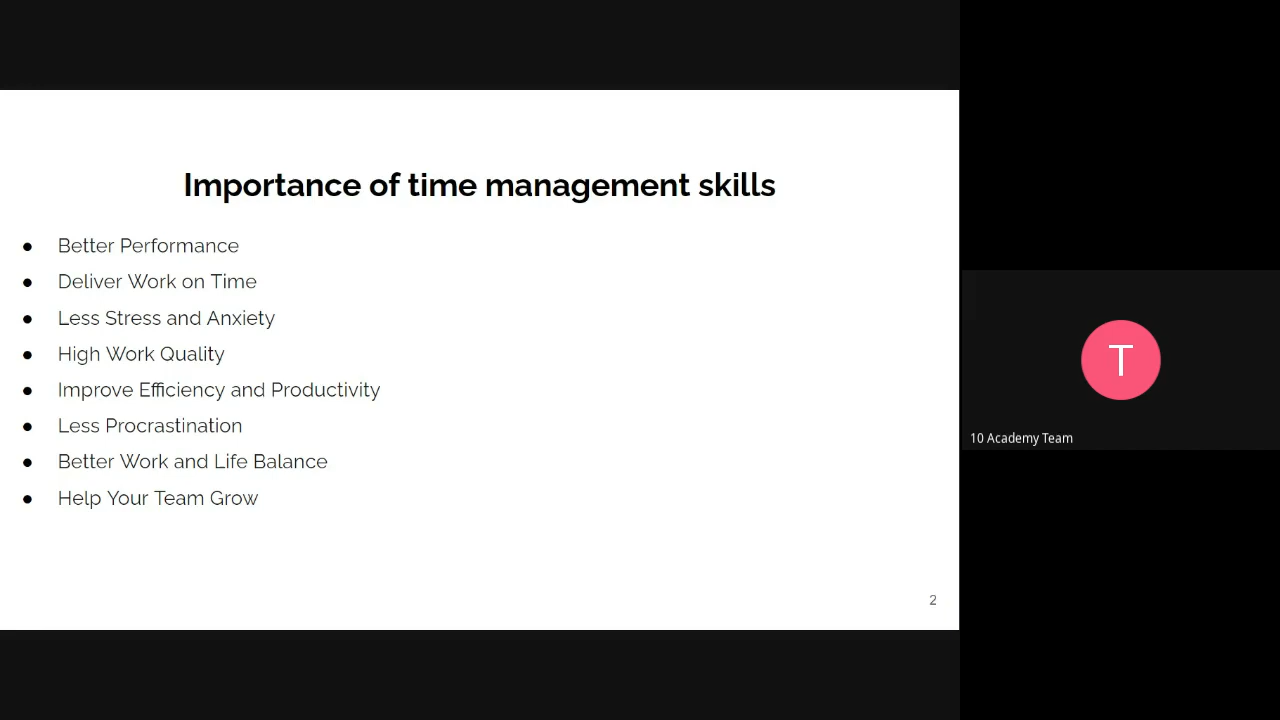 Importance of time management skills
● Better Performance
● Deliver Work on Time
● Less Stress and Anxiety
● High Work Quality
● Improve Efficiency and Productivity
● Less Procrastination
● Better Work and Life Balance
● Help Your Team Grow
2
T
10 Academy Team